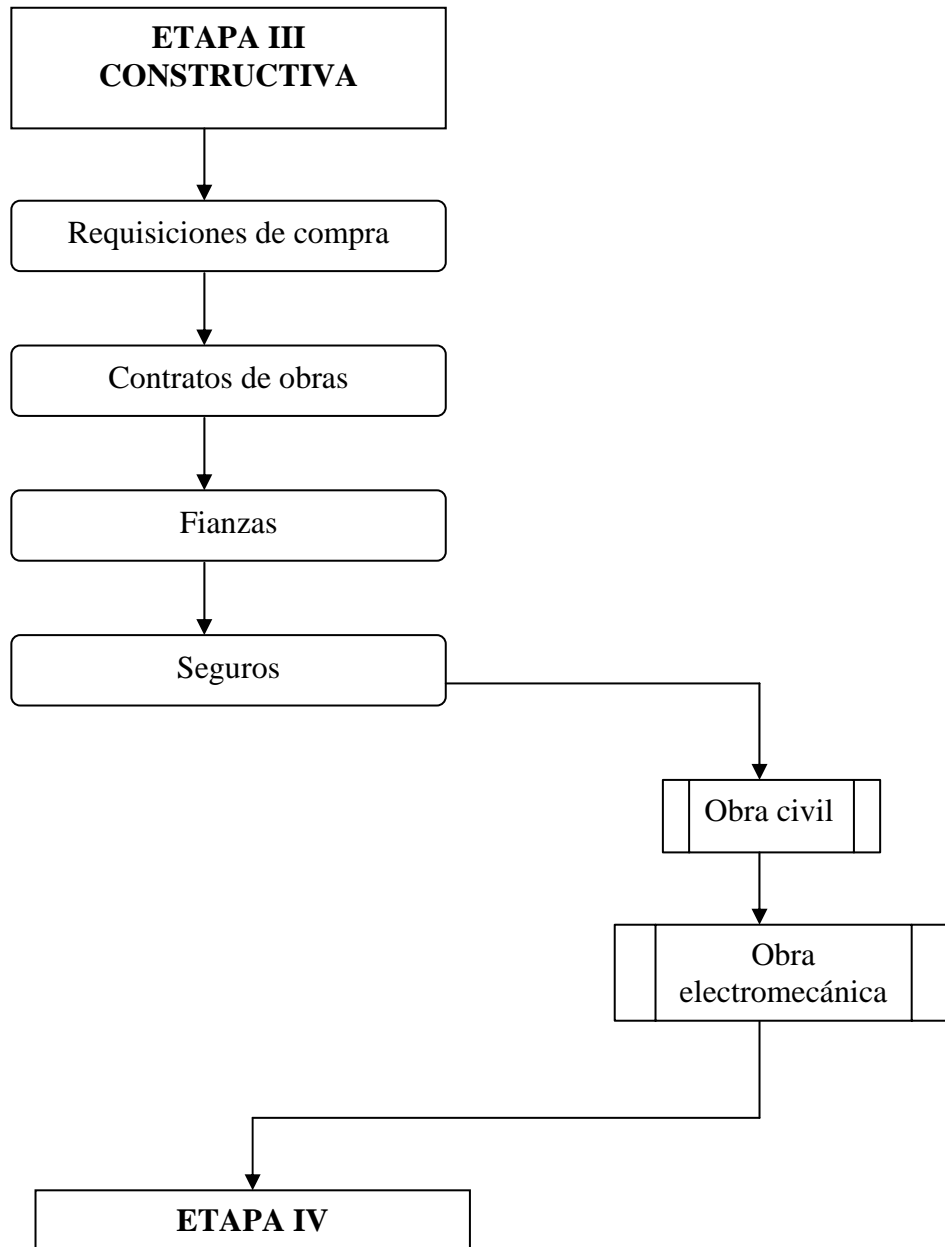 ETAPA III
CONSTRUCTIVA
Requisiciones de compra
Contratos de obras
Fianzas
Seguros
Obra civil
Obra
electromecánica
ETAPA IV